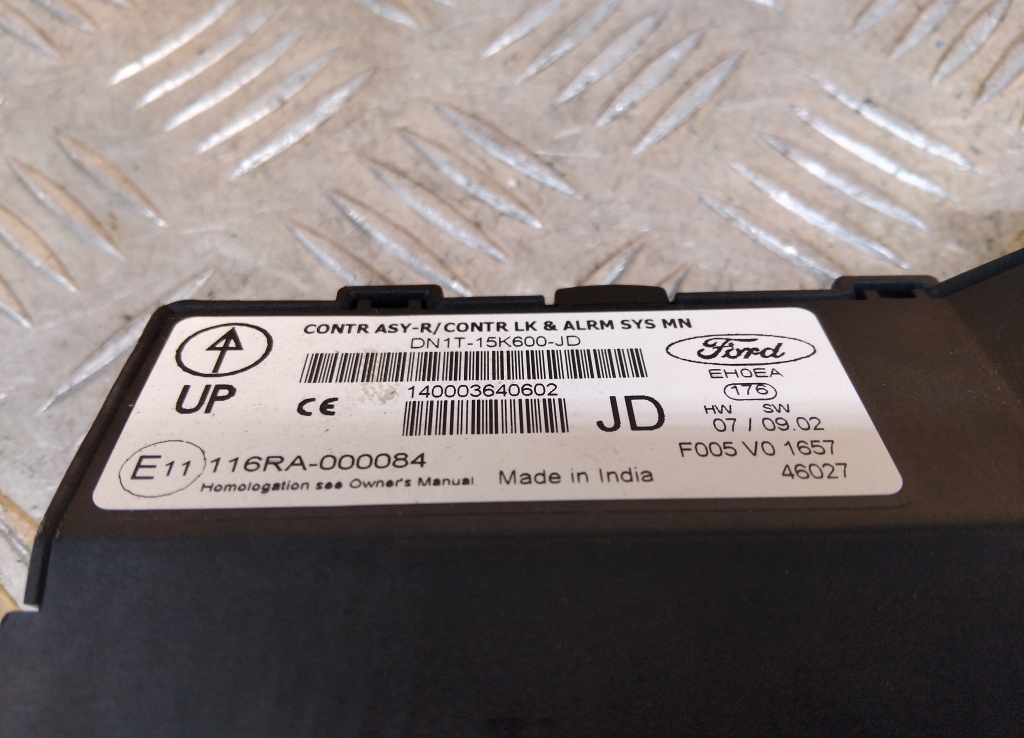 CONTR ASY-R/CONTR LK & ALRM SYS MN
DN1T-15K600-JD
UP
CE
140003640602
JD
Ford
EH0EA
176
HW SW
07 / 09.02
F005 V0 1657
46027
E11 116RA-000084
Homologation see Owner's Manual
Made in India